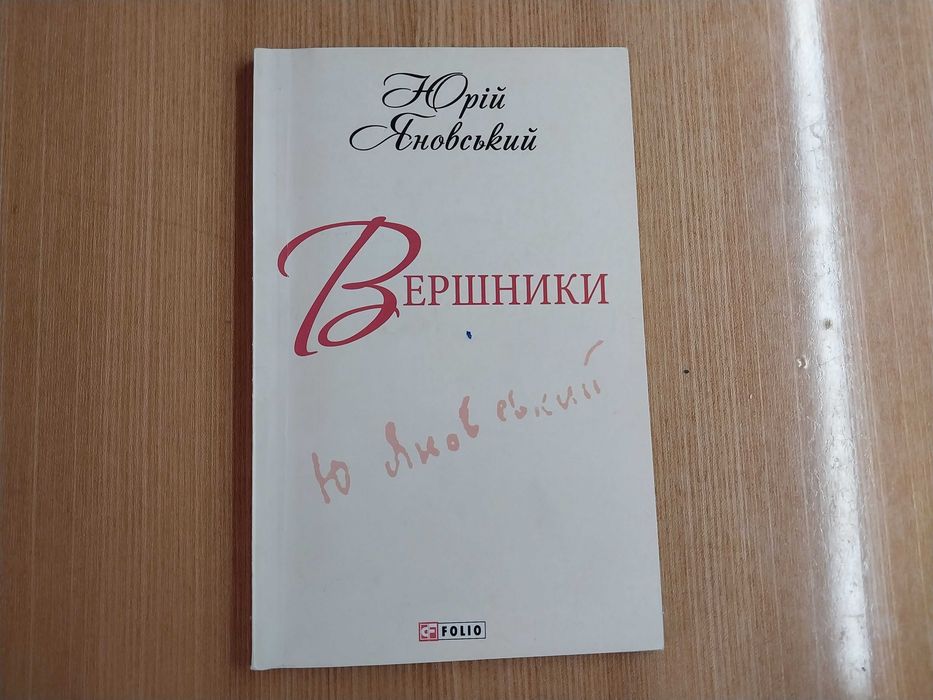 Юрій
Яновський
Вершники
Ю Яновський
FOLIO